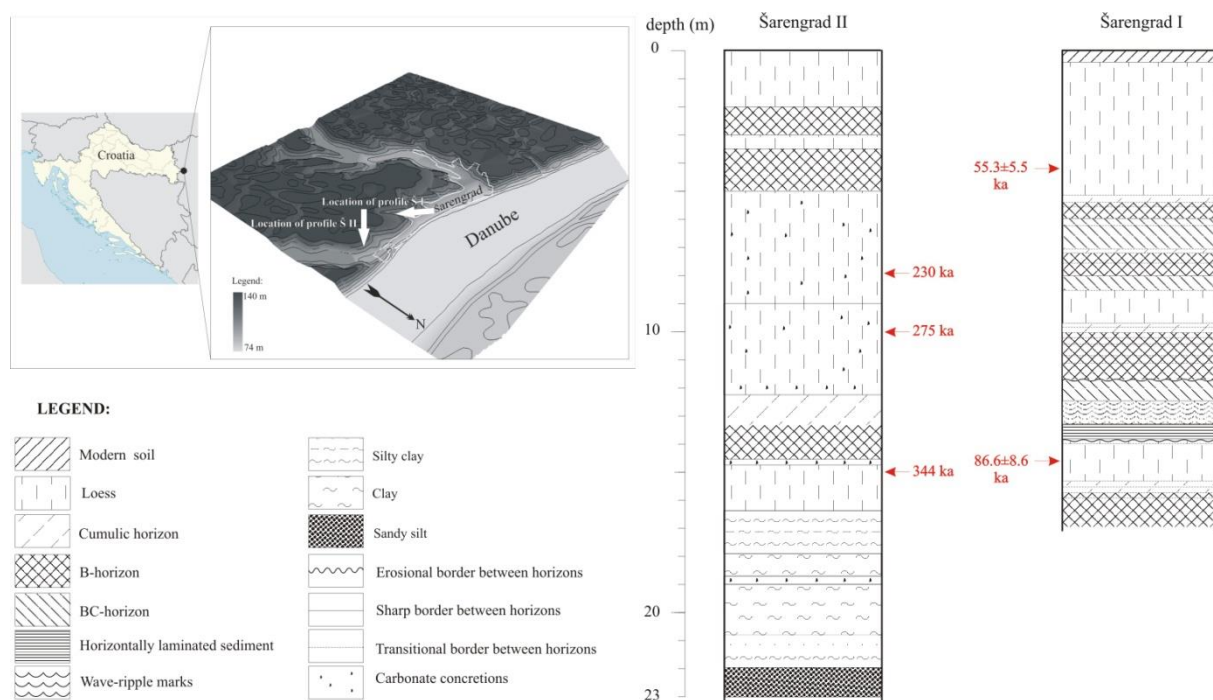 Croatia
Location of profile Š I
Location of profile Š II
Šarengrad
Danube
N
Legend:
140 m
74 m
LEGEND:
Modern soil
Loess
Cumulic horizon
B-horizon
BC-horizon
Horizontally laminated sediment
Wave-ripple marks
Silty clay
Clay
Sandy silt
Erosional border between horizons
Sharp border between horizons
Transitional border between horizons
Carbonate concretions
depth (m)
Šarengrad II
Šarengrad I
0
10
20
23
230 ka
275 ka
344 ka
55.3±5.5
ka
86.6±8.6
ka